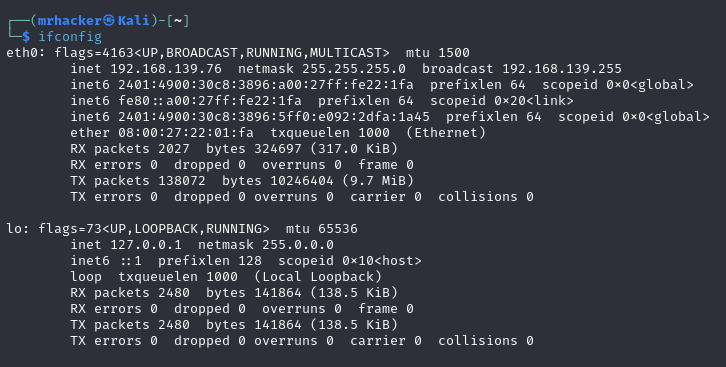 ┌──(mrhacker㉿Kali)-[~]
└─$ ifconfig
eth0: flags=4163<UP,BROADCAST,RUNNING,MULTICAST>  mtu 1500
        inet 192.168.139.76  netmask 255.255.255.0  broadcast 192.168.139.255
        inet6 2401:4900:30c8:3896:a00:27ff:fe22:1fa  prefixlen 64  scopeid 0×0<global>
        inet6 fe80::a00:27ff:fe22:1fa  prefixlen 64  scopeid 0×20<link>
        inet6 2401:4900:30c8:3896:5ff0:e092:2dfa:1a45  prefixlen 64  scopeid 0×0<global>
        ether 08:00:27:22:01:fa  txqueuelen 1000  (Ethernet)
        RX packets 2027  bytes 324697 (317.0 KiB)
        RX errors 0  dropped 0  overruns 0  frame 0
        TX packets 138072  bytes 10246404 (9.7 MiB)
        TX errors 0  dropped 0 overruns 0  carrier 0  collisions 0

lo: flags=73<UP,LOOPBACK,RUNNING>  mtu 65536
        inet 127.0.0.1  netmask 255.0.0.0
        inet6 ::1  prefixlen 128  scopeid 0×10<host>
        loop  txqueuelen 1000  (Local Loopback)
        RX packets 2480  bytes 141864 (138.5 KiB)
        RX errors 0  dropped 0  overruns 0  frame 0
        TX packets 2480  bytes 141864 (138.5 KiB)
        TX errors 0  dropped 0 overruns 0  carrier 0  collisions 0